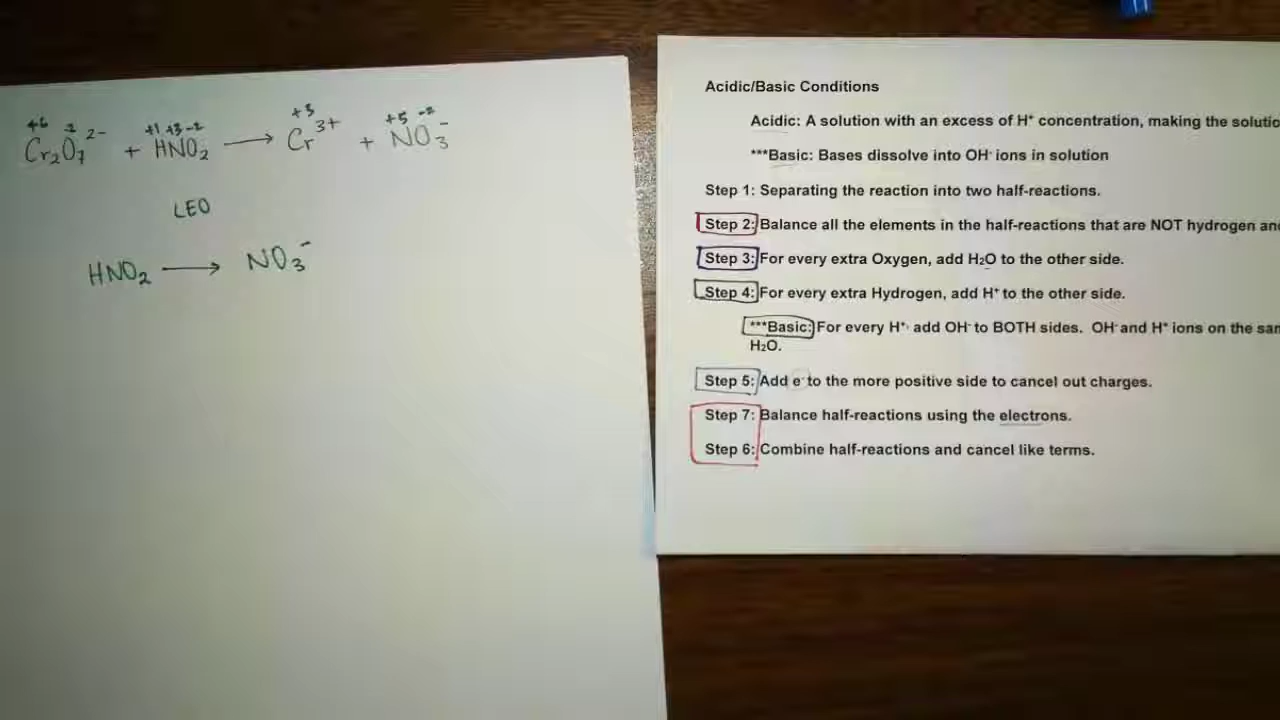 +6 -2 +1 +3 -2 +3 +5 -2
Cr₂O₇²⁻ + HNO₂ ⟶ Cr³⁺ + NO₃⁻
LEO
HNO₂ ⟶ NO₃⁻
Acidic/Basic Conditions
Acidic: A solution with an excess of H⁺ concentration, making the
***Basic: Bases dissolve into OH⁻ ions in solution
Step 1: Separating the reaction into two half-reactions.
Step 2: Balance all the elements in the half-reactions that are NOT hydrogen
Step 3: For every extra Oxygen, add H₂O to the other side.
Step 4: For every extra Hydrogen, add H⁺ to the other side.
***Basic: For every H⁺, add OH⁻ to BOTH sides. OH⁻ and H⁺ ions on the
H₂O.
Step 5: Add e⁻ to the more positive side to cancel out charges.
Step 7: Balance half-reactions using the electrons.
Step 6: Combine half-reactions and cancel like terms.